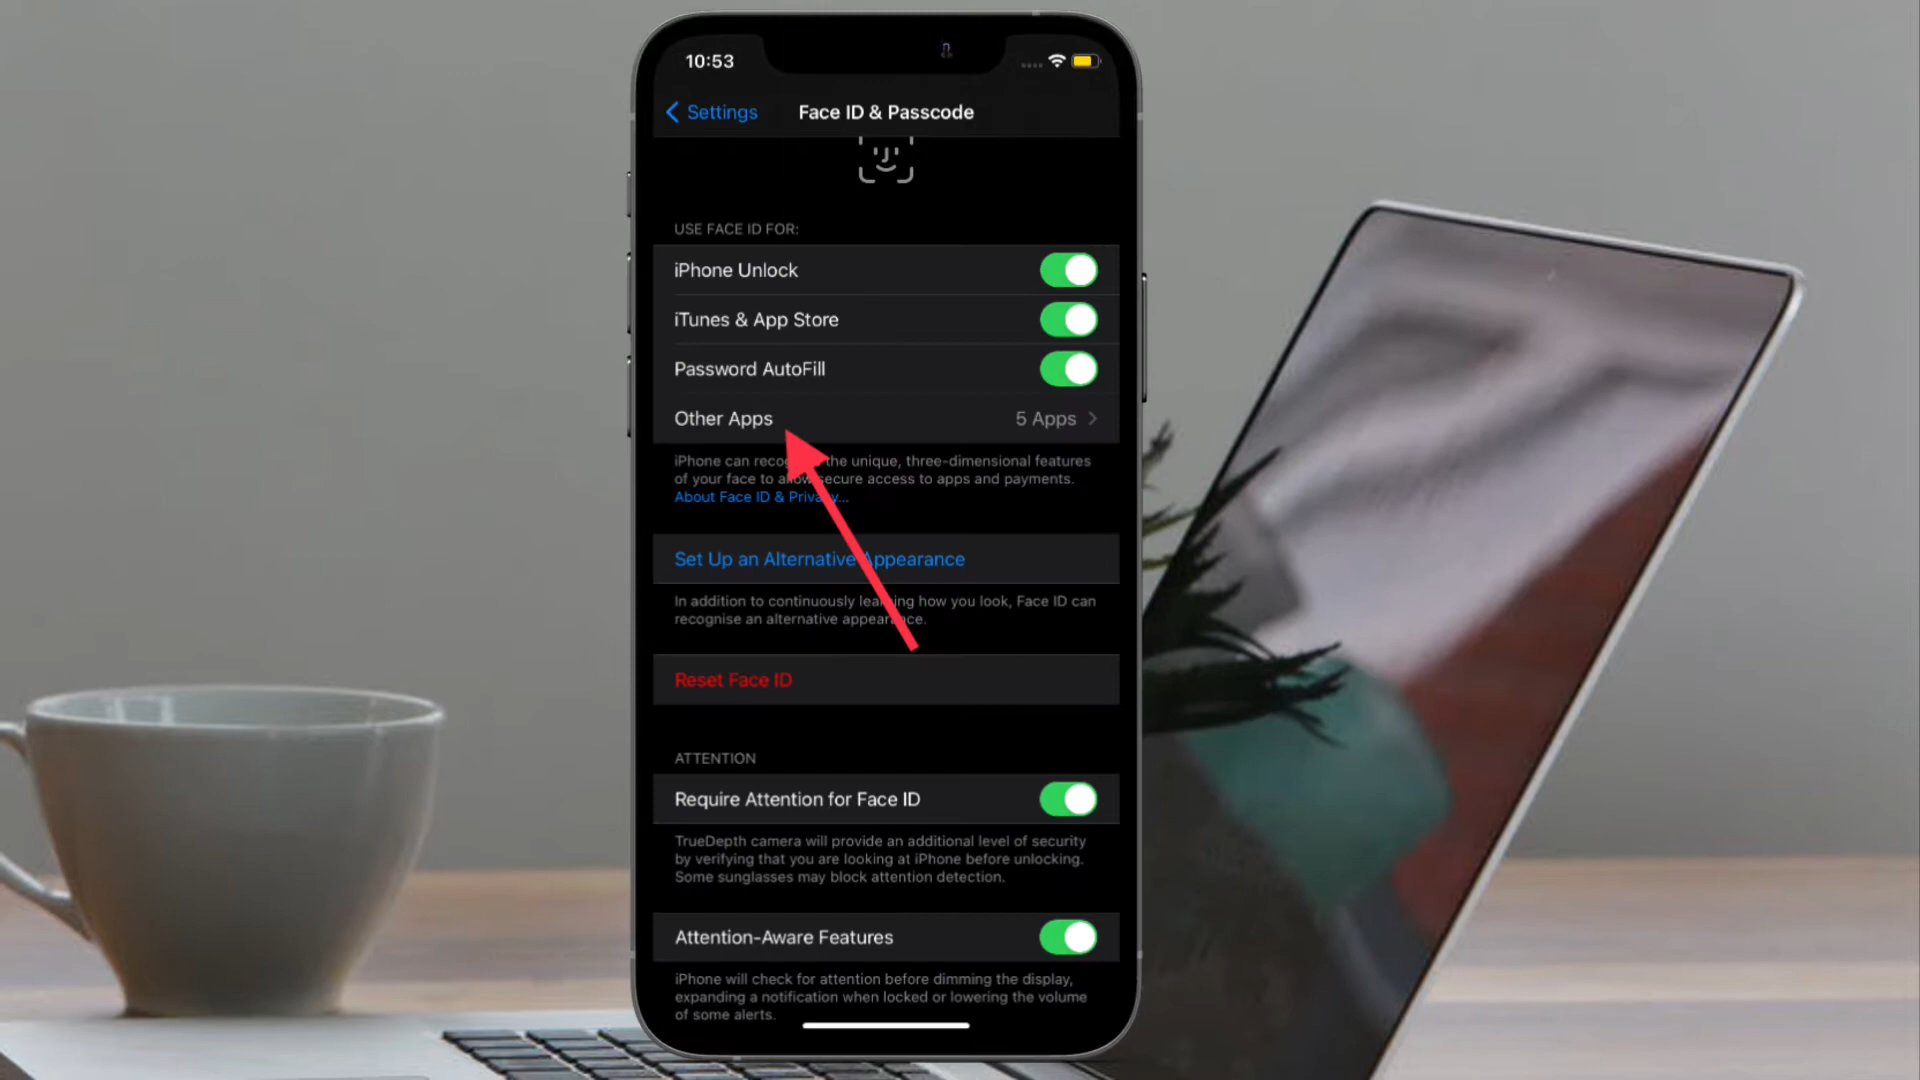 10:53
Settings
Face ID & Passcode
USE FACE ID FOR:
iPhone Unlock
iTunes & App Store
Password AutoFill
Other Apps
5 Apps
iPhone can reco the unique, three-dimensional features
of your face to allow secure access to apps and payments.
About Face ID & Privacy...
Set Up an Alternative Appearance
In addition to continuously learning how you look, Face ID can
recognise an alternative appearance.
Reset Face ID
ATTENTION
Require Attention for Face ID
TrueDepth camera will provide an additional level of security
by verifying that you are looking at iPhone before unlocking.
Some sunglasses may block attention detection.
Attention-Aware Features
iPhone will check for attention before dimming the display,
expanding a notification when locked or lowering the volume
of some alerts.